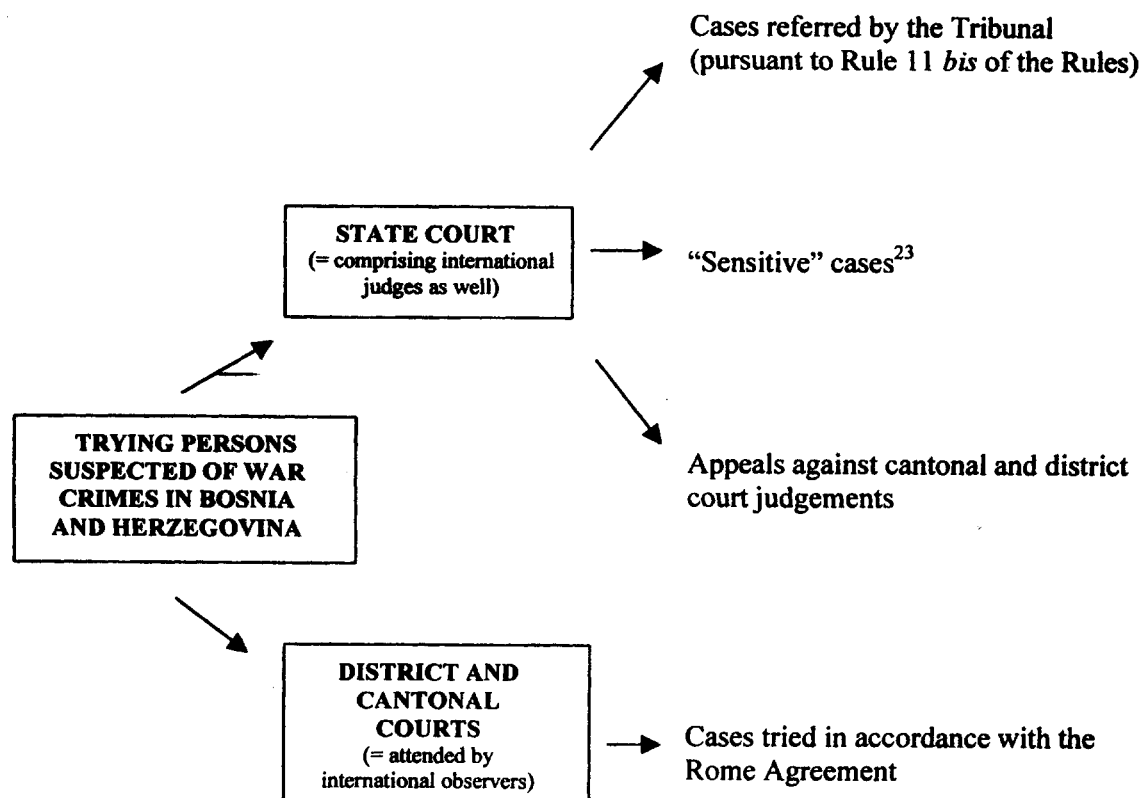 Cases referred by the Tribunal
(pursuant to Rule 11 bis of the Rules)
STATE COURT
(= comprising international
judges as well)
“Sensitive” cases23
TRYING PERSONS
SUSPECTED OF WAR
CRIMES IN BOSNIA
AND HERZEGOVINA
Appeals against cantonal and district
court judgements
DISTRICT AND
CANTONAL
COURTS
(= attended by
international observers)
Cases tried in accordance with the
Rome Agreement